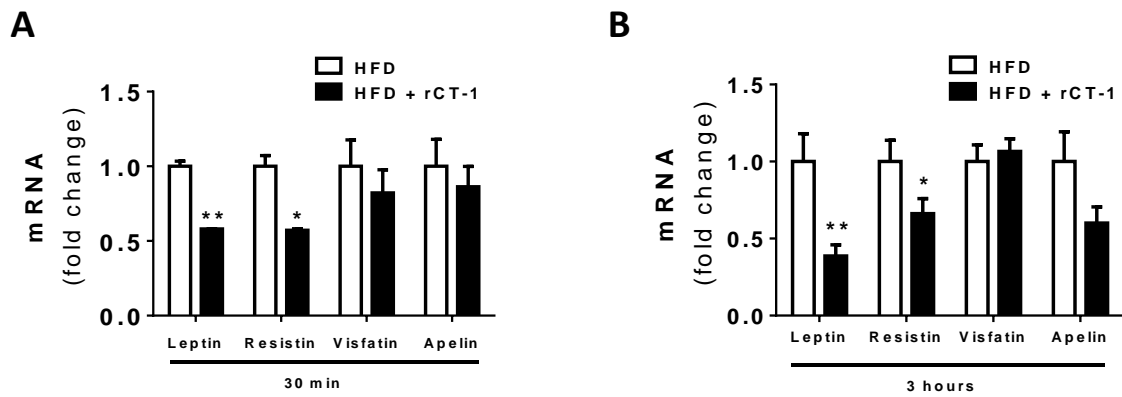 A
HFD
HFD + rCT-1
mRNA
(fold change)
1.5
1.0
0.5
0.0
**
*
Leptin Resistin Visfatin Apelin
30 min
B
HFD
HFD + rCT-1
mRNA
(fold change)
1.5
1.0
0.5
0.0
**
*
Leptin Resistin Visfatin Apelin
3 hours